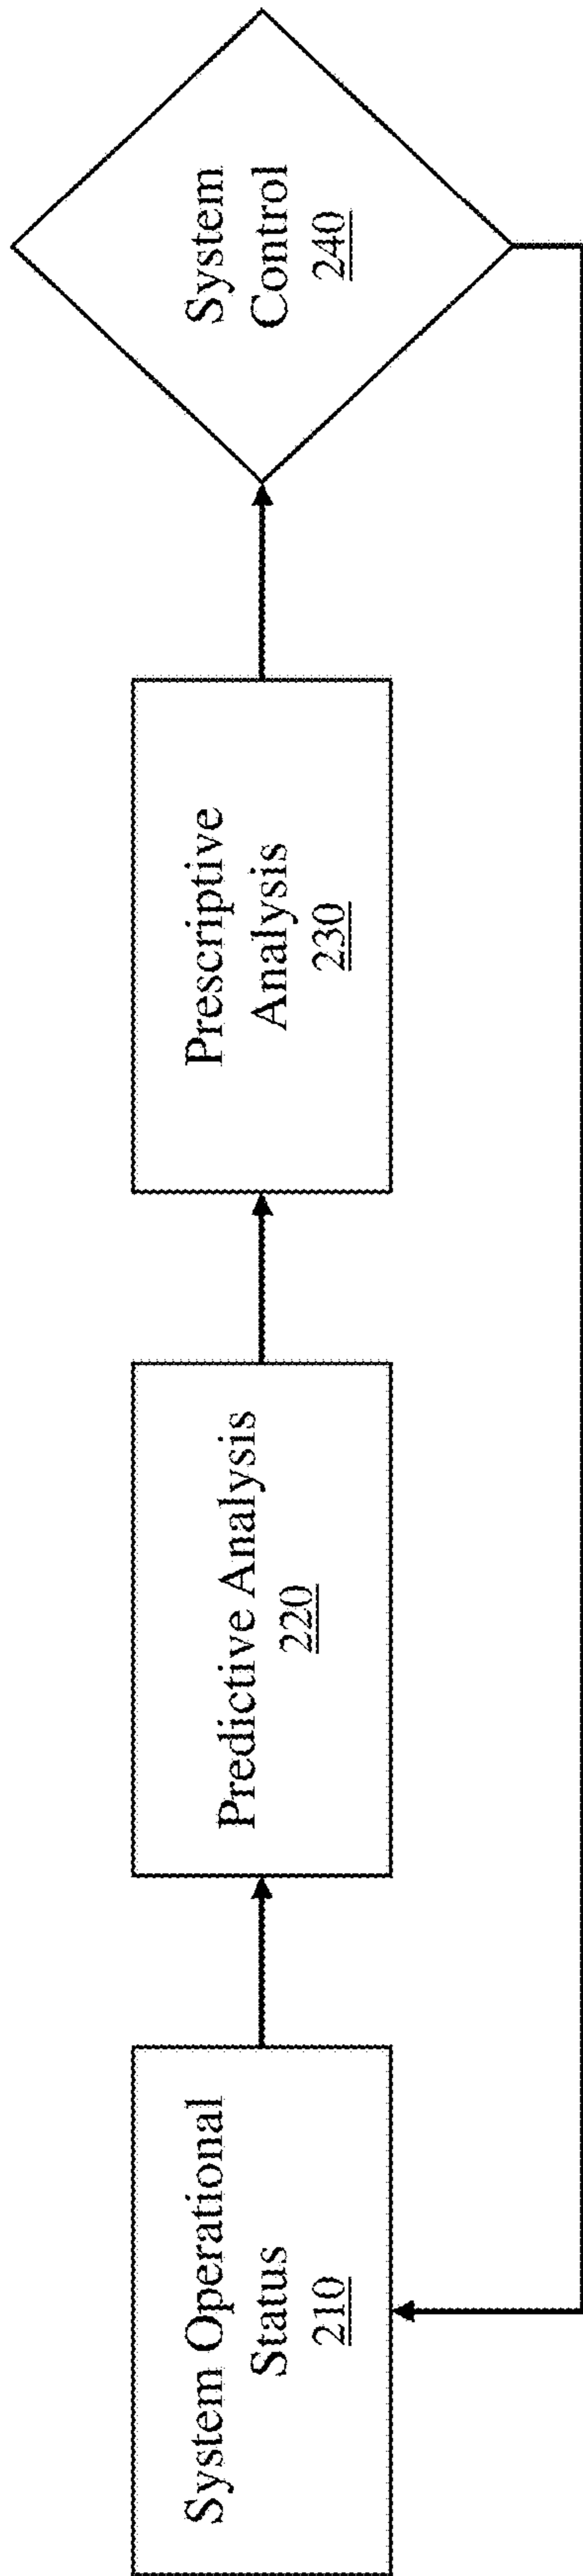 System Operational
Status
210
Predictive Analysis
220
Prescriptive
Analysis
230
System
Control
240